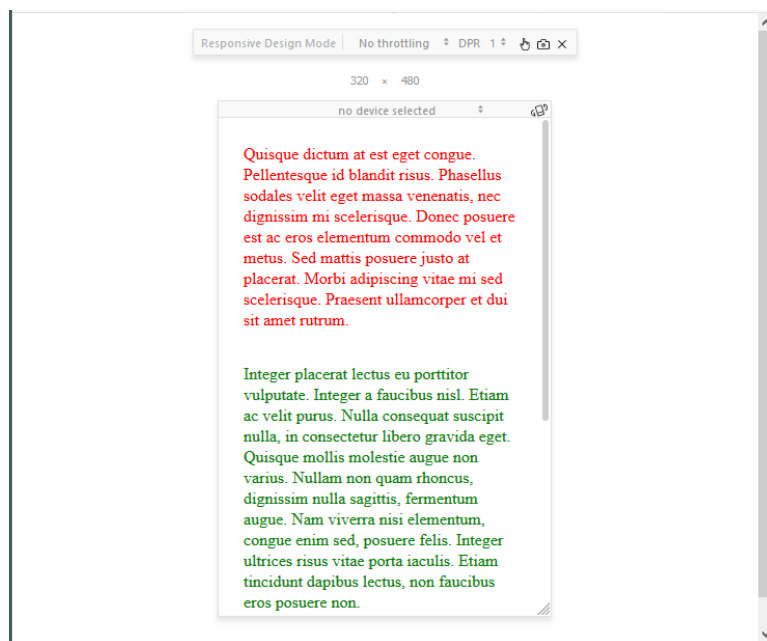 Responsive Design Mode No throttling DPR 1
320 × 480
no device selected
Quisque dictum at est eget congue.
Pellentesque id blandit risus. Phasellus
sodales velit eget massa venenatis, nec
dignissim mi scelerisque. Donec posuere
est ac eros elementum commodo vel et
metus. Sed mattis posuere justo at
placerat. Morbi adipiscing vitae mi sed
scelerisque. Praesent ullamcorper et dui
sit amet rutrum.
Integer placerat lectus eu porttitor
vulputate. Integer a faucibus nisl. Etiam
ac velit purus. Nulla consequat suscipit
nulla, in consectetur libero gravida eget.
Quisque mollis molestie augue non
varius. Nullam non quam rhoncus,
dignissim nulla sagittis, fermentum
augue. Nam viverra nisi elementum,
congue enim sed, posuere felis. Integer
ultrices risus vitae porta iaculis. Etiam
tincidunt dapibus lectus, non faucibus
eros posuere non.